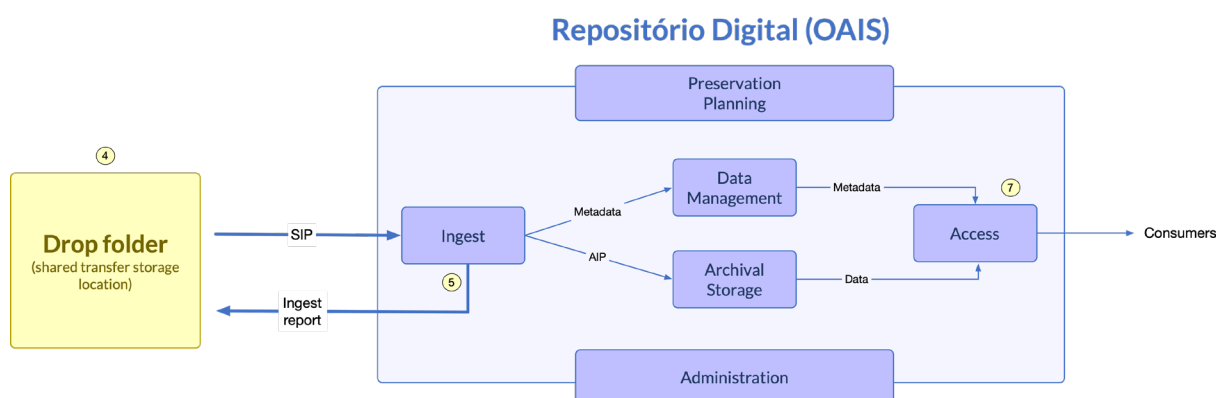 Repositório Digital (OAIS)
Preservation
Planning
4
Drop folder
(shared transfer storage
location)
SIP
Ingest
5
Ingest
report
Metadata
AIP
Data
Management
Archival
Storage
Metadata
Data
7
Access
Consumers
Administration